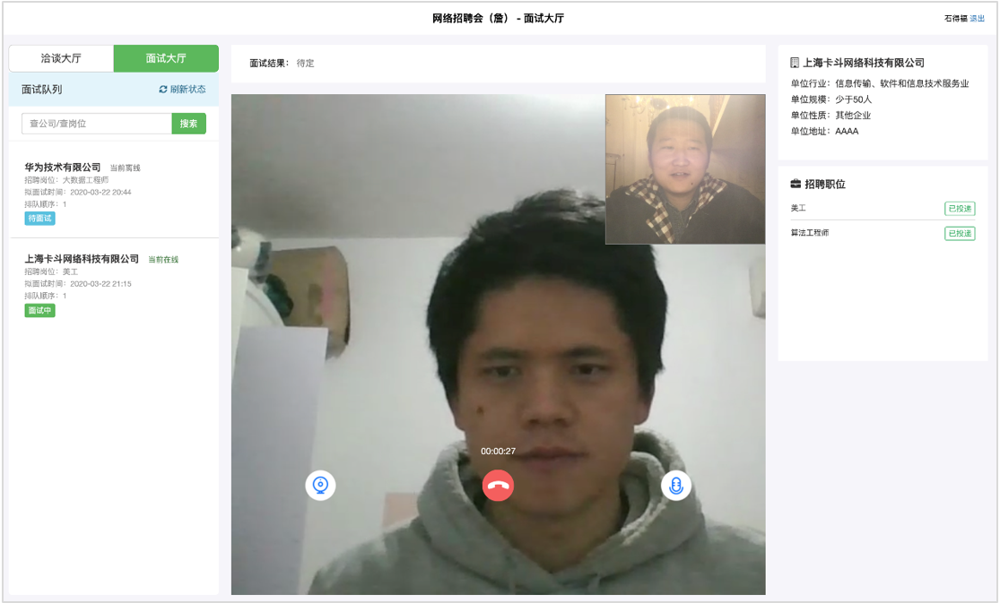 网络招聘会（詹） - 面试大厅
石得福 退出
洽谈大厅
面试大厅
面试队列
刷新状态
查公司/查岗位
搜索
华为技术有限公司 当前离线
招聘岗位：大数据工程师
拟面试时间：2020-03-22 20:44
排队顺序：1
待面试
上海卡斗网络科技有限公司 当前在线
招聘岗位：美工
拟面试时间：2020-03-22 21:15
排队顺序：1
面试中
面试结果：待定
00:00:27
上海卡斗网络科技有限公司
单位行业：信息传输、软件和信息技术服务业
单位规模：少于50人
单位性质：其他企业
单位地址：AAAA
招聘职位
美工 已投递
算法工程师 已投递